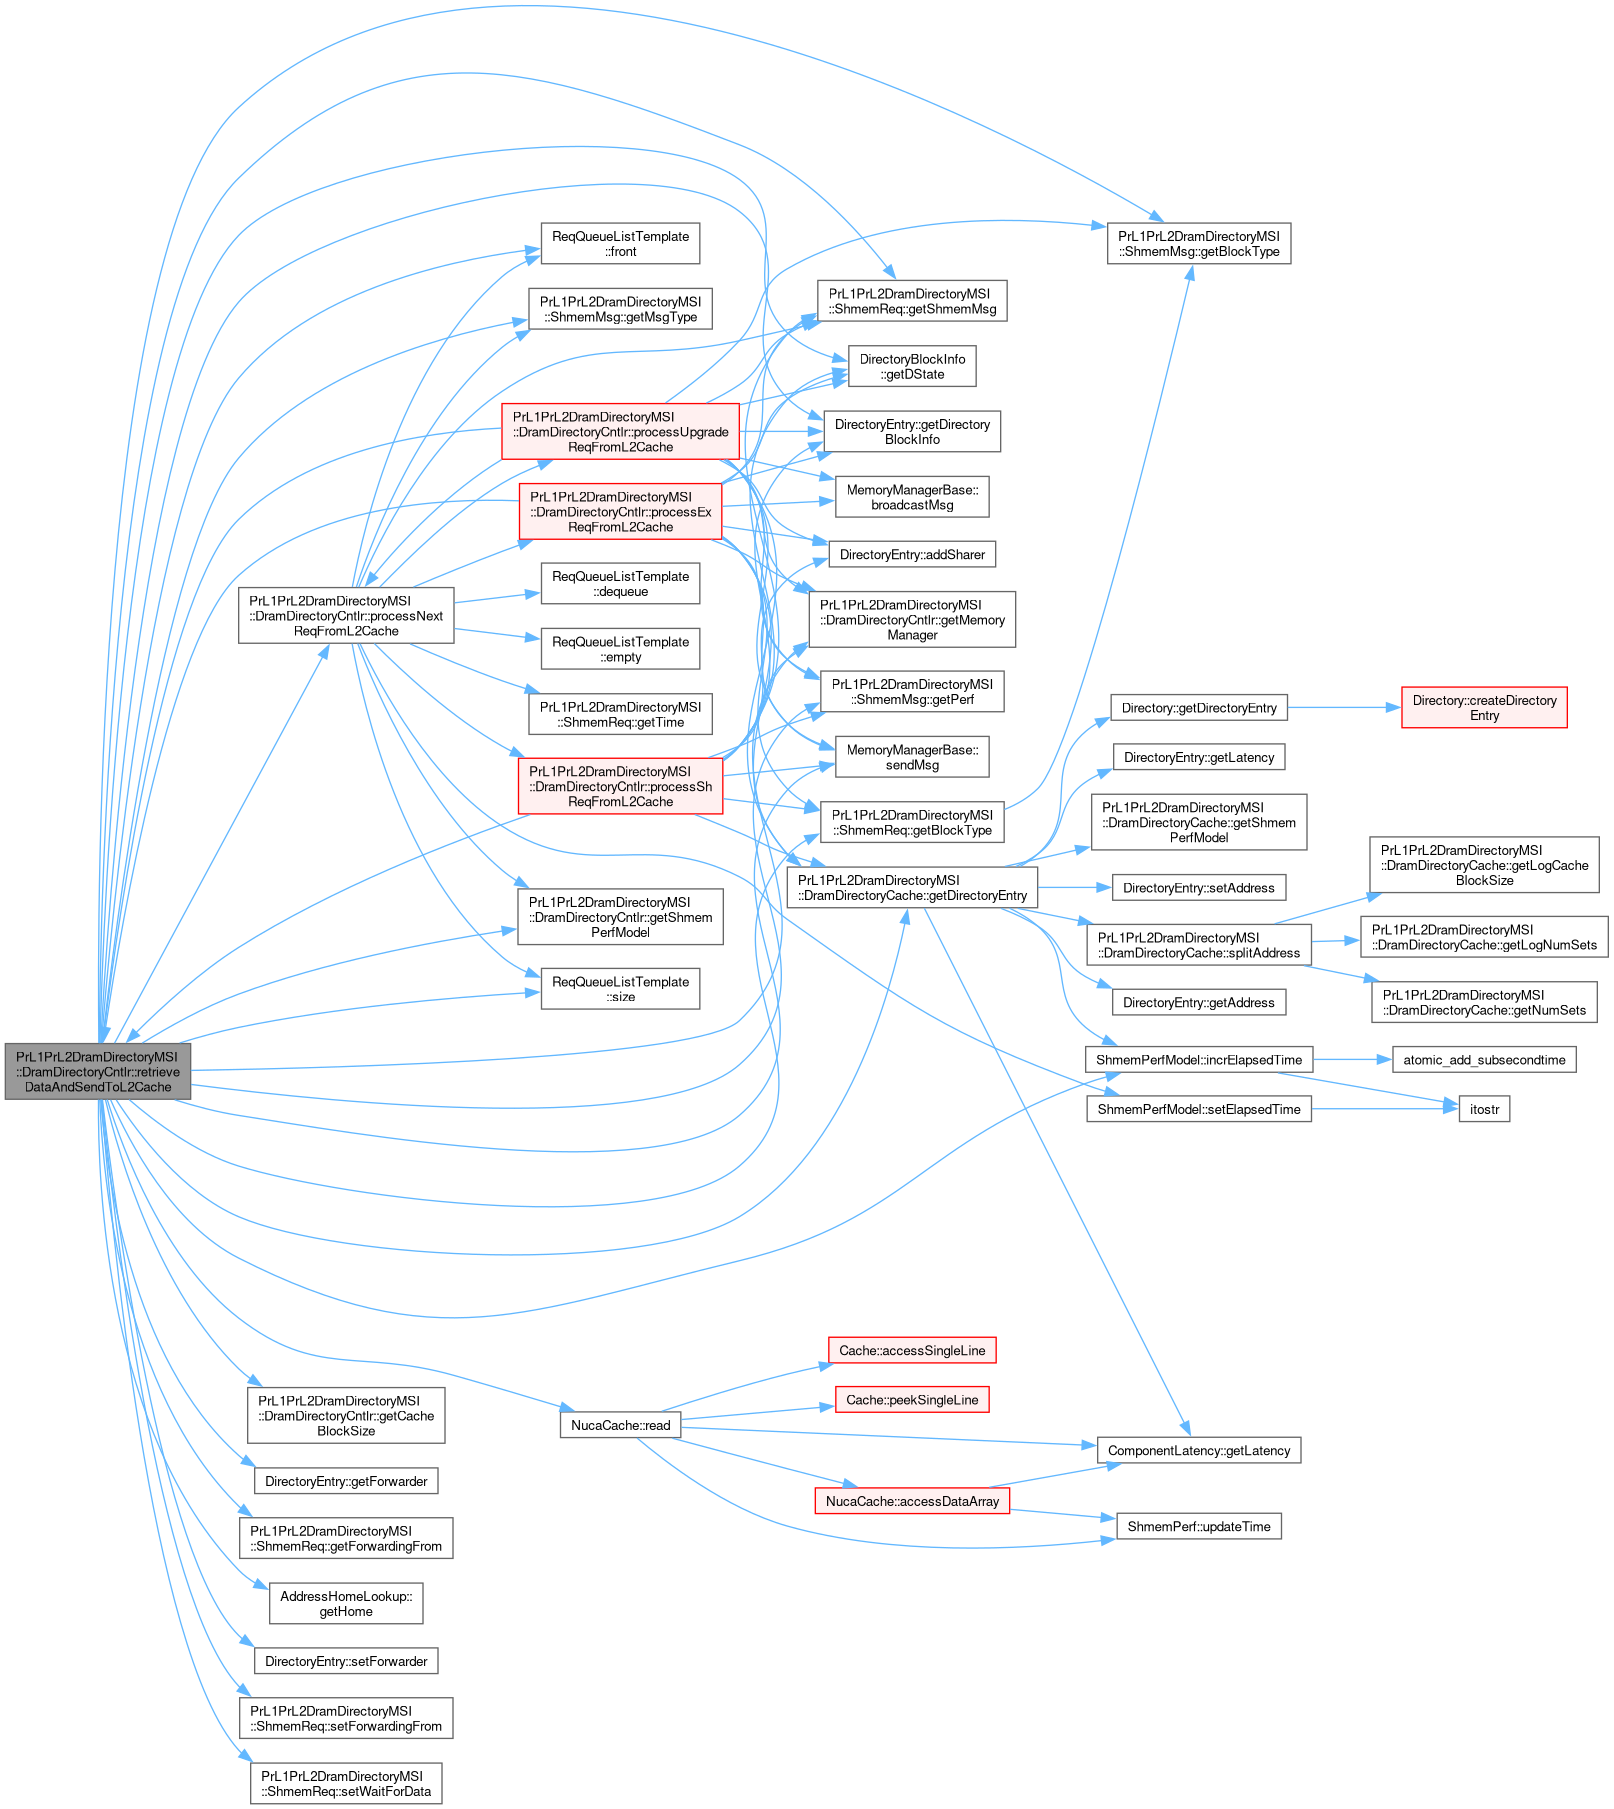 ReqQueueListTemplate
::front
PrL1PrL2DramDirectoryMSI
::ShmemMsg::getBlockType
PrL1PrL2DramDirectoryMSI
::ShmemReq::getShmemMsg
PrL1PrL2DramDirectoryMSI
::ShmemMsg::getMsgType
DirectoryBlockInfo
::getDState
PrL1PrL2DramDirectoryMSI
::DramDirectoryCntlr::processUpgrade
ReqFromL2Cache
DirectoryEntry::getDirectory
BlockInfo
MemoryManagerBase::
broadcastMsg
PrL1PrL2DramDirectoryMSI
::DramDirectoryCntlr::processEx
ReqFromL2Cache
DirectoryEntry::addSharer
ReqQueueListTemplate
::dequeue
PrL1PrL2DramDirectoryMSI
::DramDirectoryCntlr::processNext
ReqFromL2Cache
PrL1PrL2DramDirectoryMSI
::DramDirectoryCntlr::getMemory
Manager
ReqQueueListTemplate
::empty
PrL1PrL2DramDirectoryMSI
::ShmemMsg::getPerf
PrL1PrL2DramDirectoryMSI
::ShmemReq::getTime
Directory::getDirectoryEntry
Directory::createDirectory
Entry
MemoryManagerBase::
sendMsg
DirectoryEntry::getLatency
PrL1PrL2DramDirectoryMSI
::DramDirectoryCntlr::processSh
ReqFromL2Cache
PrL1PrL2DramDirectoryMSI
::ShmemReq::getBlockType
PrL1PrL2DramDirectoryMSI
::DramDirectoryCache::getShmem
PerfModel
PrL1PrL2DramDirectoryMSI
::DramDirectoryCache::getLogCache
BlockSize
PrL1PrL2DramDirectoryMSI
::DramDirectoryCache::getDirectoryEntry
DirectoryEntry::setAddress
PrL1PrL2DramDirectoryMSI
::DramDirectoryCntlr::getShmem
PerfModel
PrL1PrL2DramDirectoryMSI
::DramDirectoryCache::splitAddress
PrL1PrL2DramDirectoryMSI
::DramDirectoryCache::getLogNumSets
ReqQueueListTemplate
::size
DirectoryEntry::getAddress
PrL1PrL2DramDirectoryMSI
::DramDirectoryCache::getNumSets
PrL1PrL2DramDirectoryMSI
::DramDirectoryCntlr::retrieve
DataAndSendToL2Cache
ShmemPerfModel::incrElapsedTime
atomic_add_subsecondtime
ShmemPerfModel::setElapsedTime
itostr
Cache::accessSingleLine
Cache::peekSingleLine
PrL1PrL2DramDirectoryMSI
::DramDirectoryCntlr::getCache
BlockSize
NucaCache::read
ComponentLatency::getLatency
DirectoryEntry::getForwarder
NucaCache::accessDataArray
ShmemPerf::updateTime
PrL1PrL2DramDirectoryMSI
::ShmemReq::getForwardingFrom
AddressHomeLookup::
getHome
DirectoryEntry::setForwarder
PrL1PrL2DramDirectoryMSI
::ShmemReq::setForwardingFrom
PrL1PrL2DramDirectoryMSI
::ShmemReq::setWaitForData